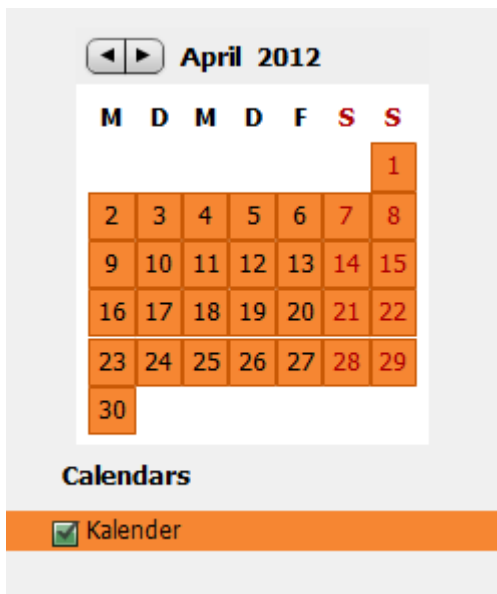 April 2012
M D M D F S S
1
2 3 4 5 6 7 8
9 10 11 12 13 14 15
16 17 18 19 20 21 22
23 24 25 26 27 28 29
30
Calendars
Kalender